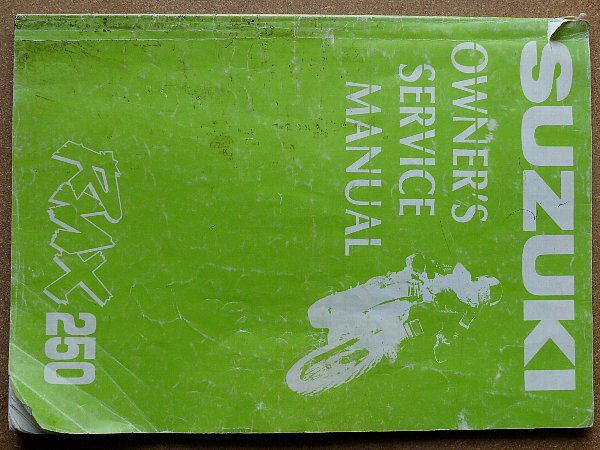 SUZUKI
OWNER'S
SERVICE
MANUAL
RMX
250